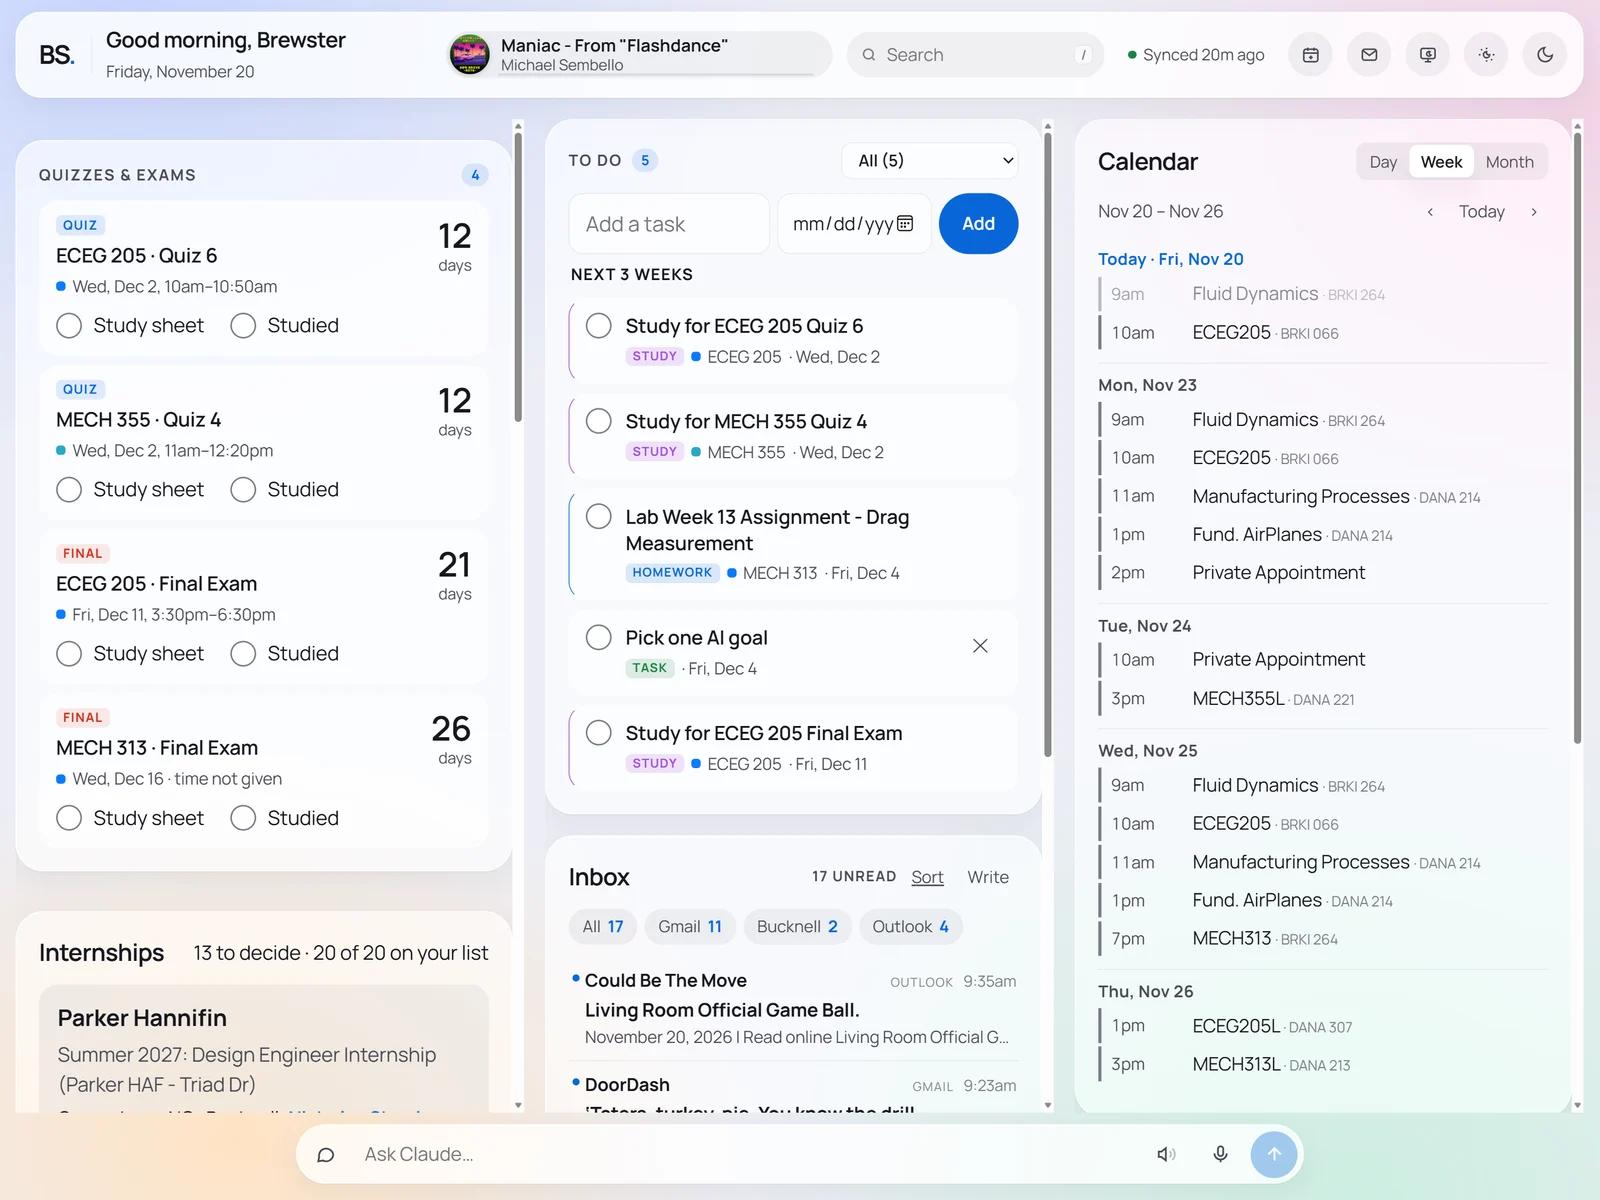 BS.
Good morning, Brewster
Friday, November 20
Maniac - From "Flashdance"
Michael Sembello
Search
/
Synced 20m ago
QUIZZES & EXAMS
4
QUIZ
ECEG 205 · Quiz 6
Wed, Dec 2, 10am–10:50am
12
days
Study sheet
Studied
QUIZ
MECH 355 · Quiz 4
Wed, Dec 2, 11am–12:20pm
12
days
Study sheet
Studied
FINAL
ECEG 205 · Final Exam
Fri, Dec 11, 3:30pm–6:30pm
21
days
Study sheet
Studied
FINAL
MECH 313 · Final Exam
Wed, Dec 16 · time not given
26
days
Study sheet
Studied
Internships
13 to decide · 20 of 20 on your list
Parker Hannifin
Summer 2027: Design Engineer Internship
(Parker HAF - Triad Dr)
TO DO 5
All (5)
Add a task
mm/dd/yyy
Add
NEXT 3 WEEKS
Study for ECEG 205 Quiz 6
STUDY ECEG 205 · Wed, Dec 2
Study for MECH 355 Quiz 4
STUDY MECH 355 · Wed, Dec 2
Lab Week 13 Assignment - Drag
Measurement
HOMEWORK MECH 313 · Fri, Dec 4
Pick one AI goal
TASK · Fri, Dec 4
Study for ECEG 205 Final Exam
STUDY ECEG 205 · Fri, Dec 11
Inbox
17 UNREAD Sort Write
All 17 Gmail 11 Bucknell 2 Outlook 4
Could Be The Move OUTLOOK 9:35am
Living Room Official Game Ball.
November 20, 2026 | Read online Living Room Official G...
DoorDash GMAIL 9:23am
'Taters, turkey, pie. You know the drill
Calendar
Day Week Month
Nov 20 – Nov 26
‹ Today ›
Today · Fri, Nov 20
9am Fluid Dynamics · BRKI 264
10am ECEG205 · BRKI 066
Mon, Nov 23
9am Fluid Dynamics · BRKI 264
10am ECEG205 · BRKI 066
11am Manufacturing Processes · DANA 214
1pm Fund. AirPlanes · DANA 214
2pm Private Appointment
Tue, Nov 24
10am Private Appointment
3pm MECH355L · DANA 221
Wed, Nov 25
9am Fluid Dynamics · BRKI 264
10am ECEG205 · BRKI 066
11am Manufacturing Processes · DANA 214
1pm Fund. AirPlanes · DANA 214
7pm MECH313 · BRKI 264
Thu, Nov 26
1pm ECEG205L · DANA 307
3pm MECH313L · DANA 213
Ask Claude...